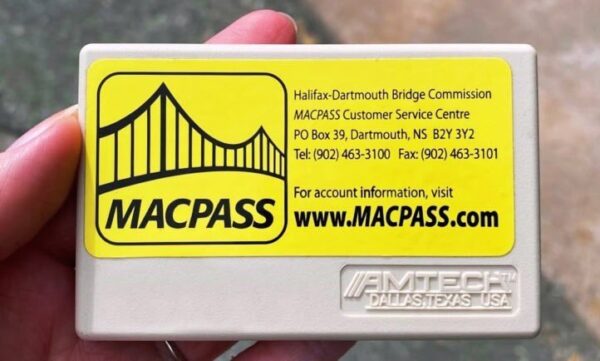 MACPASS
Halifax-Dartmouth Bridge Commission
MACPASS Customer Service Centre
PO Box 39, Dartmouth, NS B2Y 3Y2
Tel: (902) 463-3100 Fax: (902) 463-3101
For account information, visit
www.MACPASS.com
AMTECH™
DALLAS, TEXAS USA